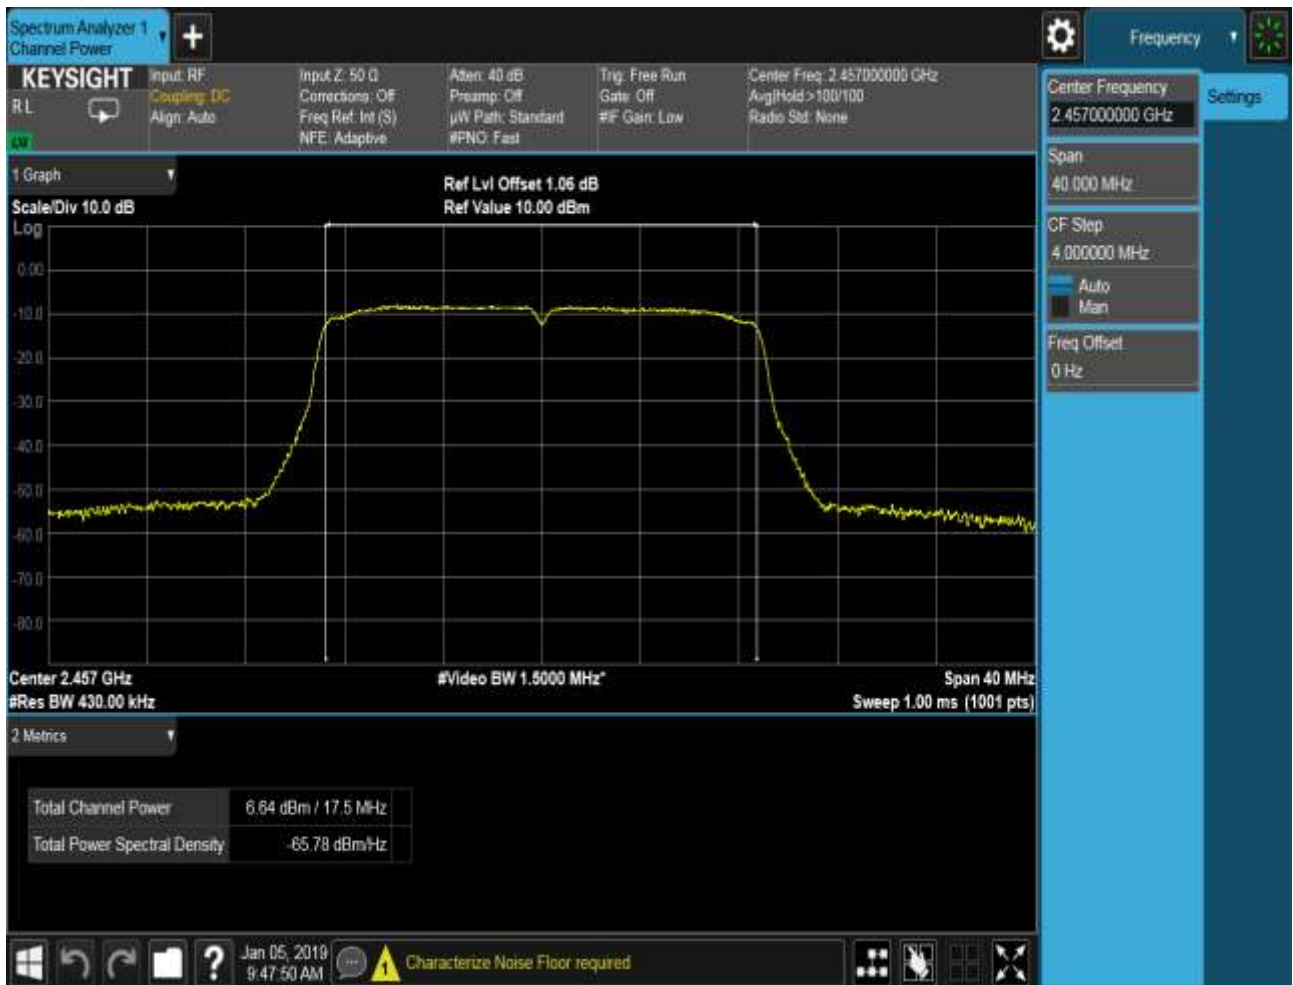 Spectrum Analyzer 1
Channel Power
Frequency
KEYSIGHT
R L
Input: RF
Coupling: DC
Align: Auto
Input Z: 50 Ω
Corrections: Off
Freq Ref: Int (S)
NFE: Adaptive
Atten: 40 dB
Preamp: Off
µW Path: Standard
#PNO: Fast
Trig: Free Run
Gate: Off
#IF Gain: Low
Center Freq: 2.457000000 GHz
Avg|Hold:>100/100
Radio Std: None
Center Frequency
2.457000000 GHz
Settings
Span
40.000 MHz
CF Step
4.000000 MHz
Auto
Man
Freq Offset
0 Hz
1 Graph
Scale/Div 10.0 dB
Ref Lvl Offset 1.06 dB
Ref Value 10.00 dBm
Log
0.00
-10.0
-20.0
-30.0
-40.0
-50.0
-60.0
-70.0
-80.0
Center 2.457 GHz
#Video BW 1.5000 MHz*
Span 40 MHz
#Res BW 430.00 kHz
Sweep 1.00 ms (1001 pts)
2 Metrics
Total Channel Power
6.64 dBm / 17.5 MHz
Total Power Spectral Density
-65.78 dBm/Hz
Jan 05, 2019
9:47:50 AM
1
Characterize Noise Floor required